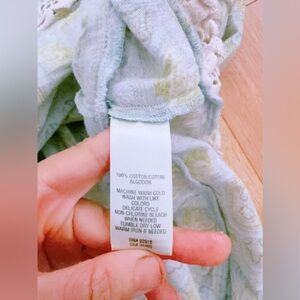 100% COTTON/COTTON
ALGODON
MACHINE WASH COLD
WASH WITH LIKE
COLORS
DELICATE CYCLE
NON-CHLORINE BLEACH
WHEN NEEDED
TUMBLE DRY LOW
WARM IRON IF NEEDED